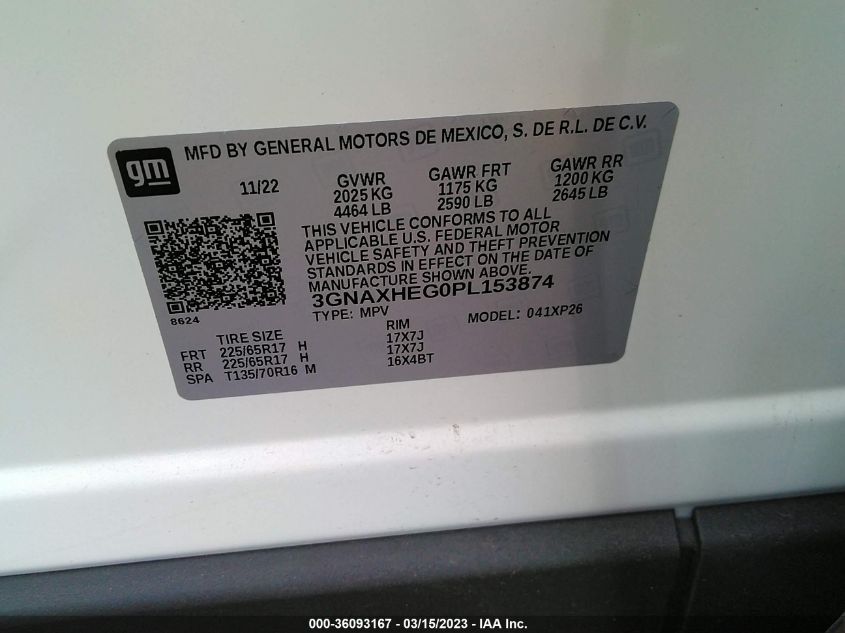 gm
MFD BY GENERAL MOTORS DE MEXICO, S. DE R.L. DE C.V.
11/22 GVWR GAWR FRT GAWR RR
2025 KG 1175 KG 1200 KG
4464 LB 2590 LB 2645 LB
THIS VEHICLE CONFORMS TO ALL
APPLICABLE U.S. FEDERAL MOTOR
VEHICLE SAFETY AND THEFT PREVENTION
STANDARDS IN EFFECT ON THE DATE OF
MANUFACTURE SHOWN ABOVE.
3GNAXHEG0PL153874
8624
TYPE: MPV MODEL: 041XP26
TIRE SIZE RIM
FRT 225/65R17 H 17X7J
RR 225/65R17 H 17X7J
SPA T135/70R16 M 16X4BT
000-36093167 - 03/15/2023 - IAA Inc.